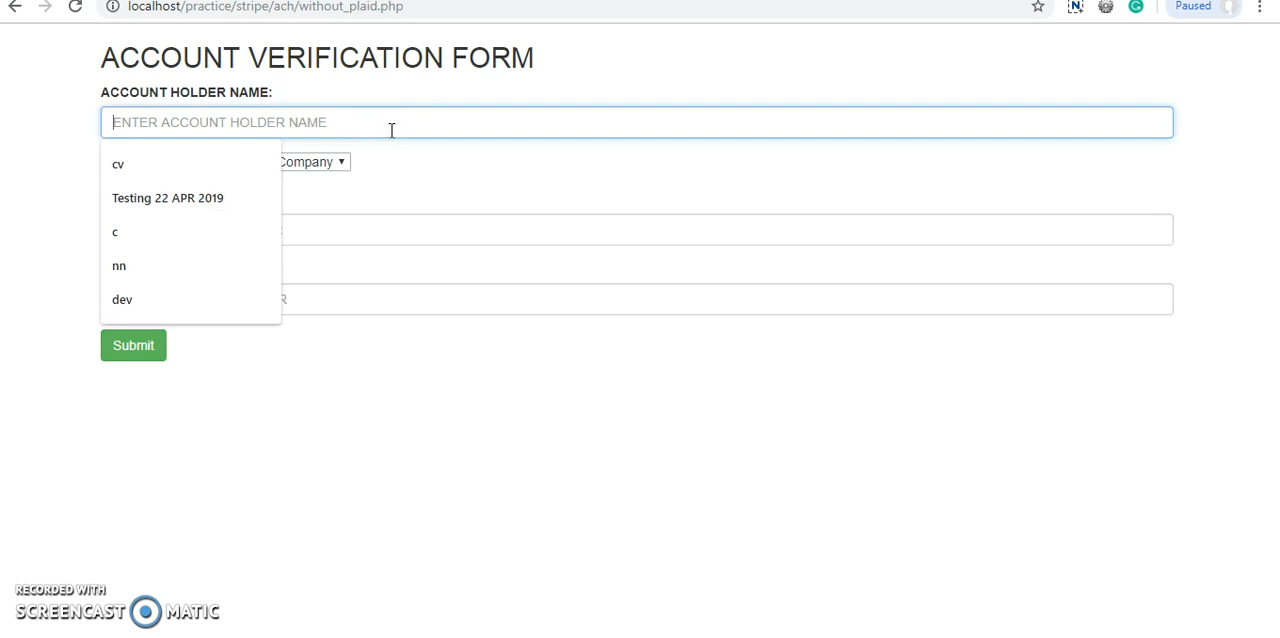 localhost/practice/stripe/ach/without_plaid.php
N
G
Paused
ACCOUNT VERIFICATION FORM
ACCOUNT HOLDER NAME:
ENTER ACCOUNT HOLDER NAME
cv
Company
Testing 22 APR 2019
c
nn
dev
R
Submit
RECORDED WITH
SCREENCAST MATIC